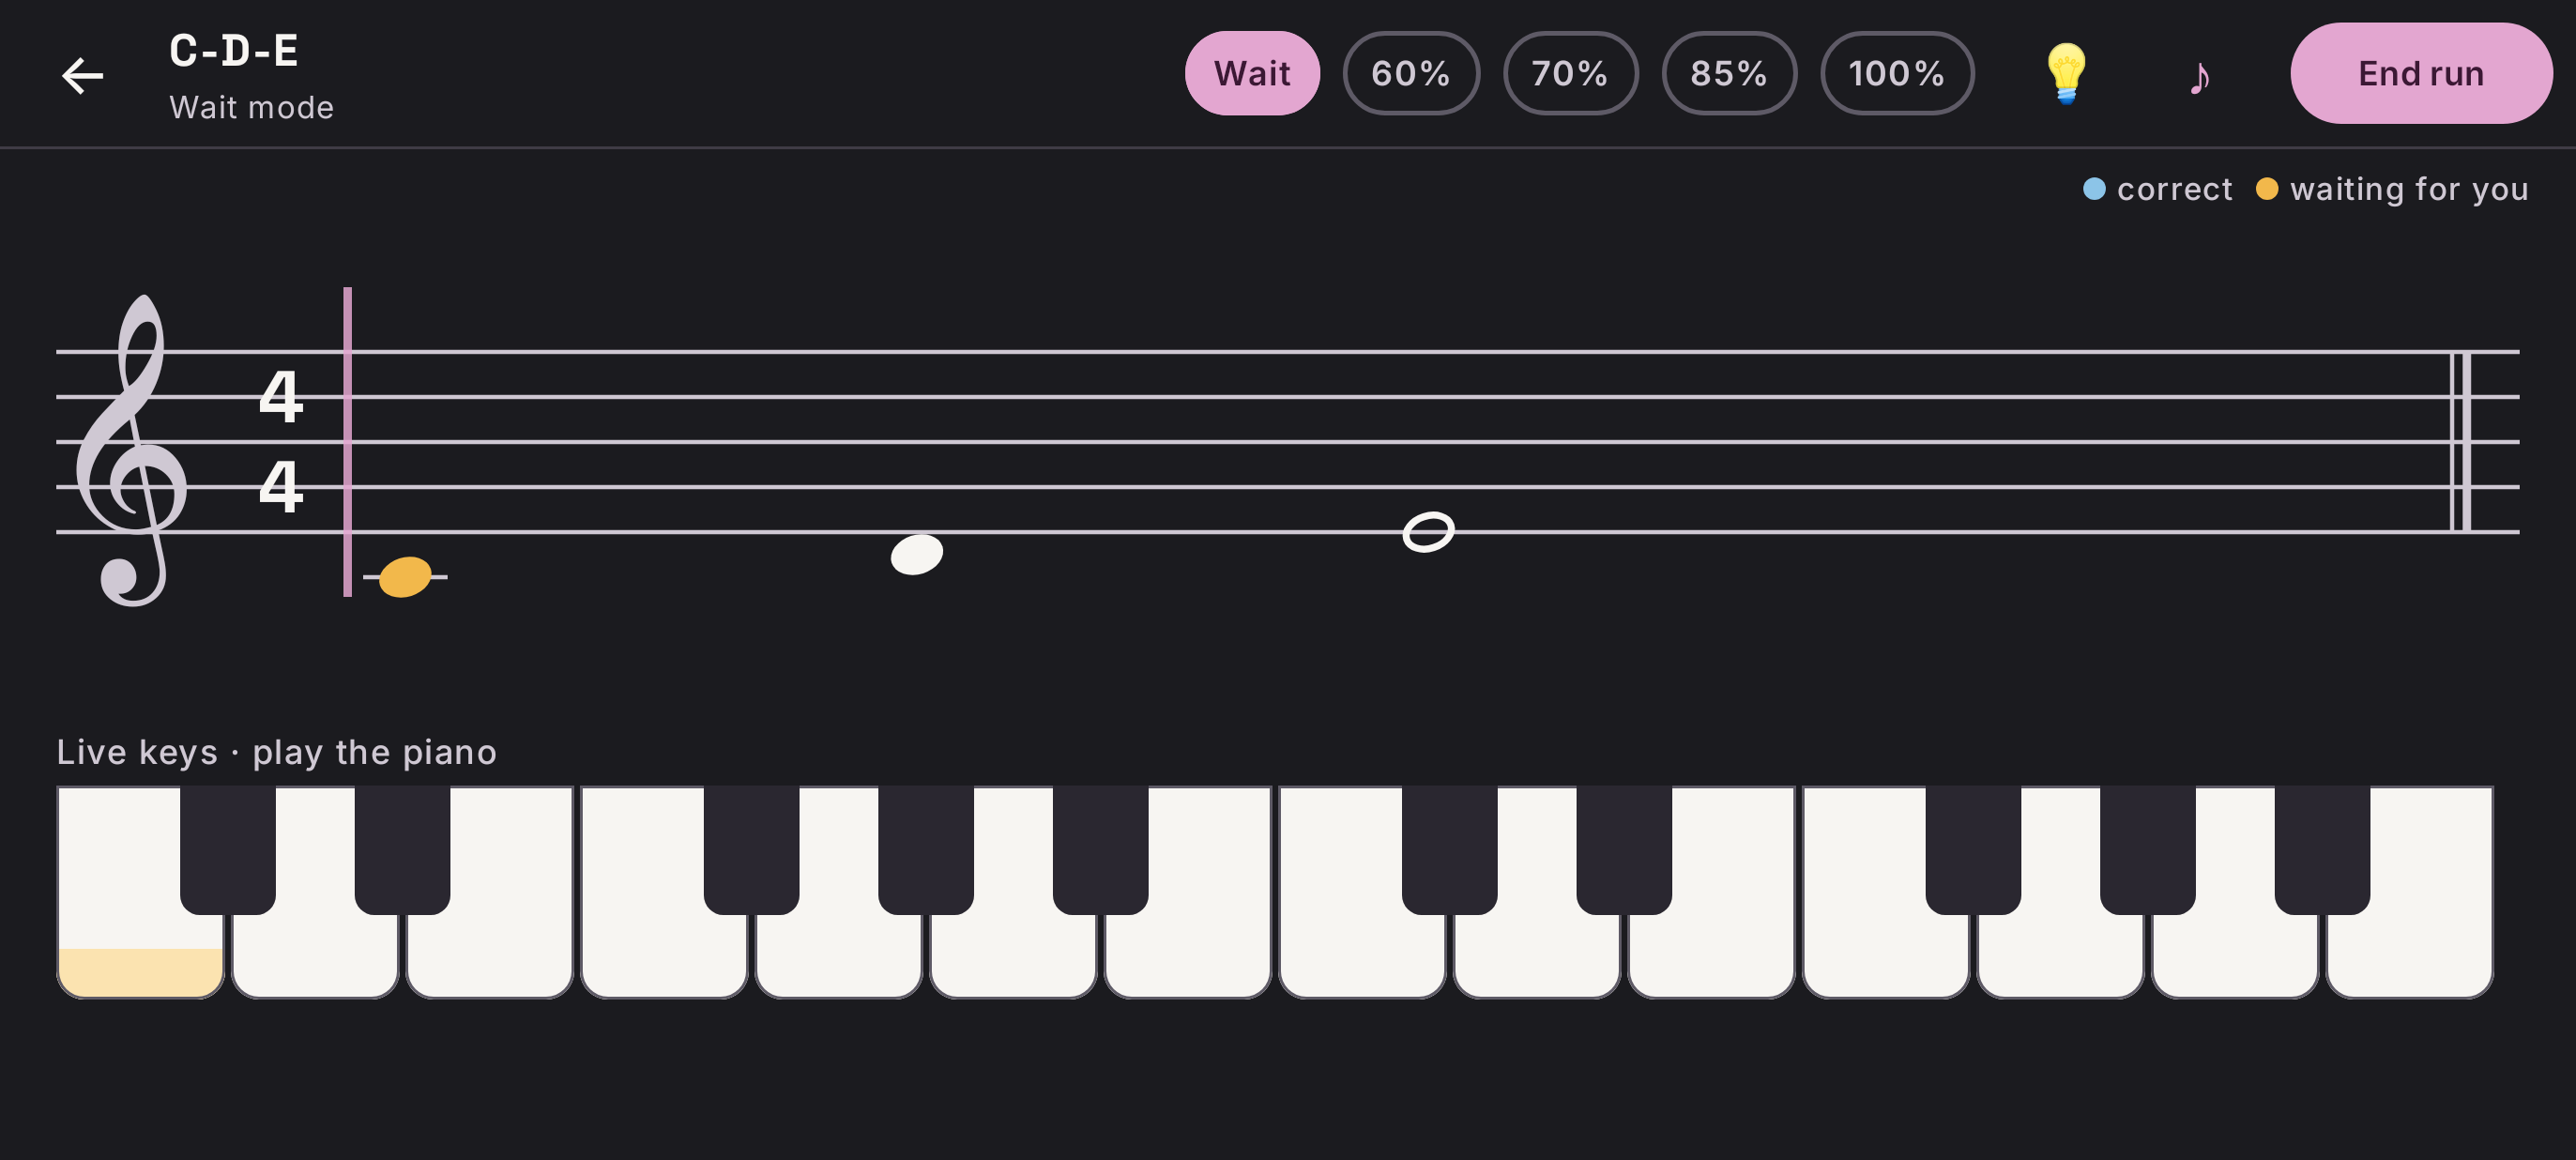 C-D-E
Wait mode
Wait 60% 70% 85% 100% End run
correct waiting for you
4
4
Live keys · play the piano